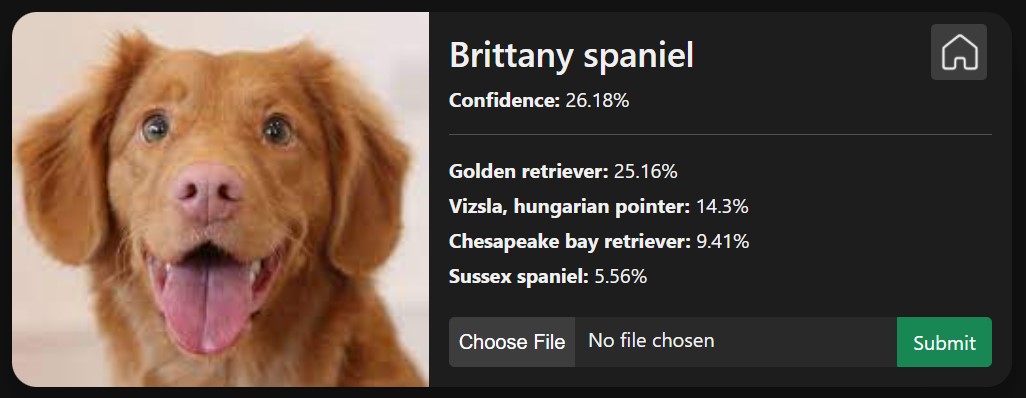 Brittany spaniel
Confidence: 26.18%
Golden retriever: 25.16%
Vizsla, hungarian pointer: 14.3%
Chesapeake bay retriever: 9.41%
Sussex spaniel: 5.56%
Choose File No file chosen Submit